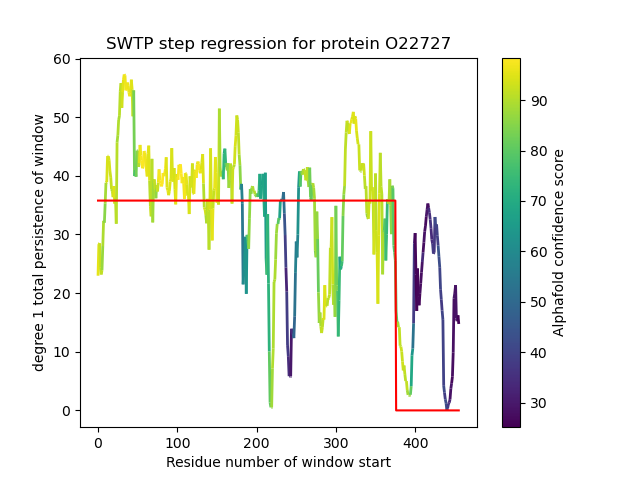 SWTP step regression for protein O22727
degree 1 total persistence of window
60
50
40
30
20
10
0
0 100 200 300 400
Residue number of window start
90
80
70
60
50
40
30
Alphafold confidence score